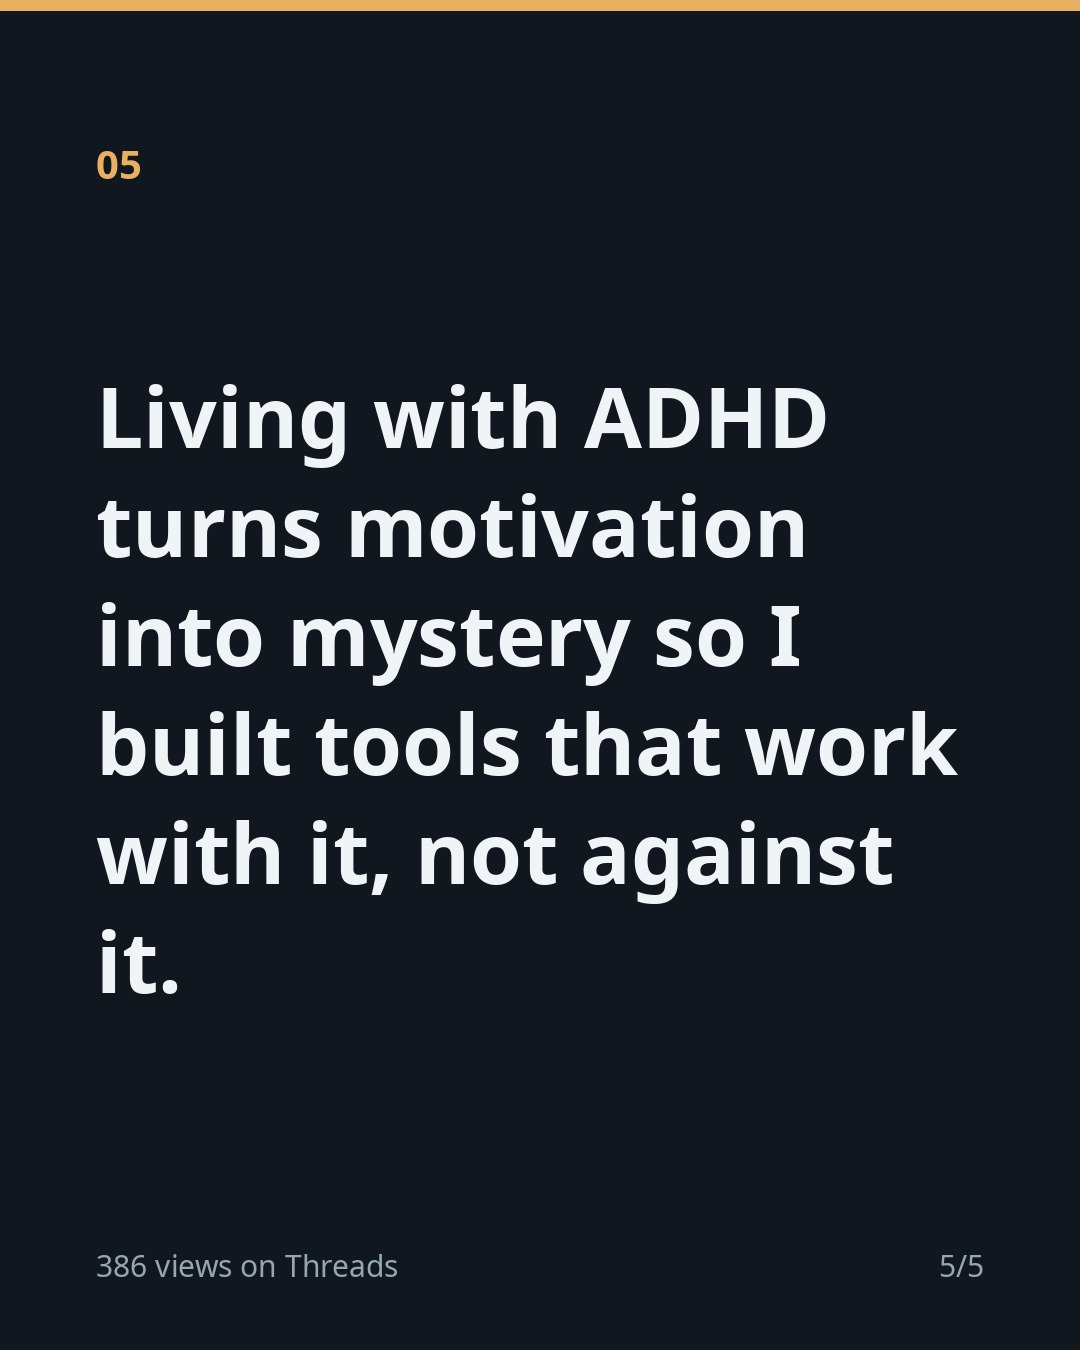 05
Living with ADHD
turns motivation
into mystery so I
built tools that work
with it, not against
it.
386 views on Threads
5/5